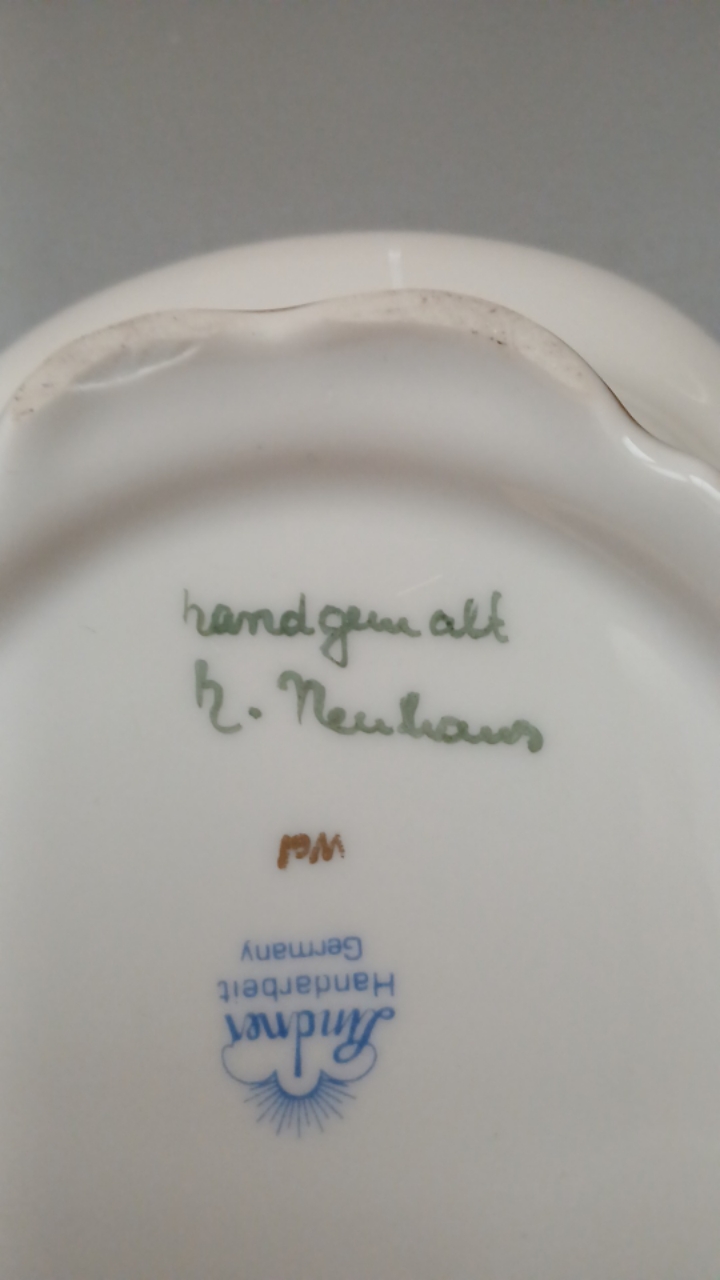 handgemalt
h. Neuhaus
Lindner
Handarbeit
Germany